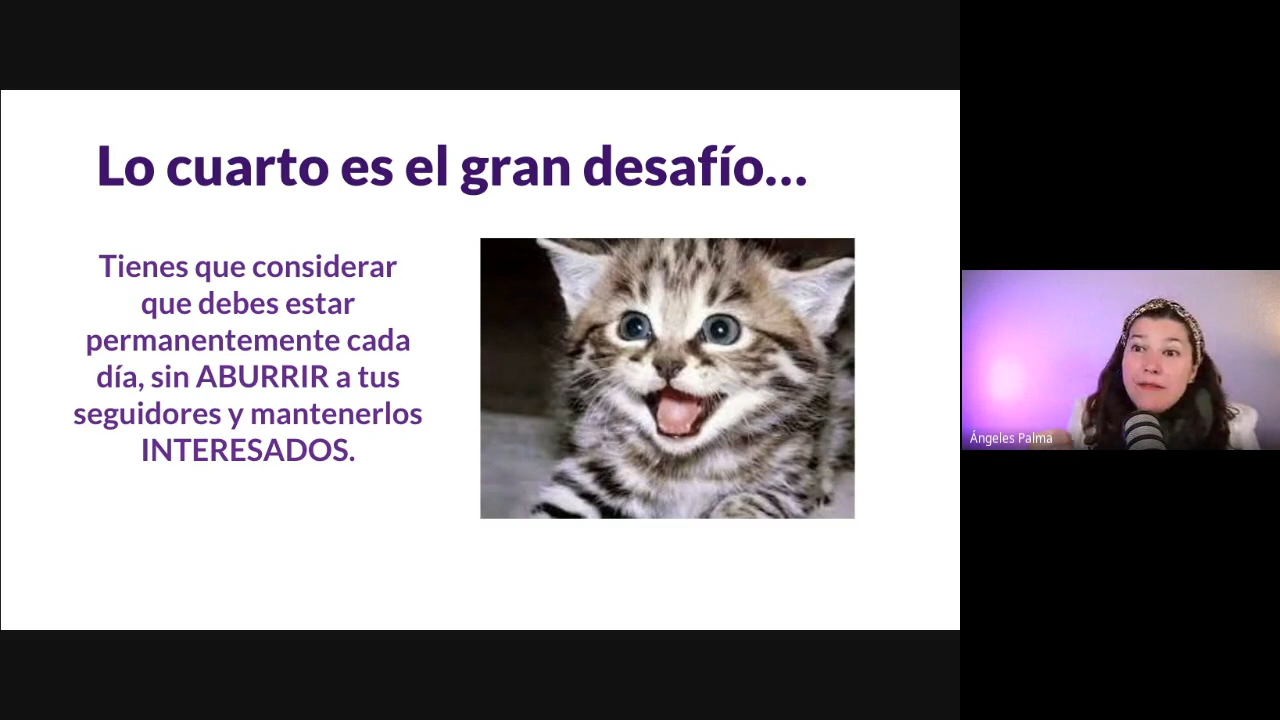 Lo cuarto es el gran desafío...
Tienes que considerar
que debes estar
permanentemente cada
día, sin ABURRIR a tus
seguidores y mantenerlos
INTERESADOS.
Ángeles Palma